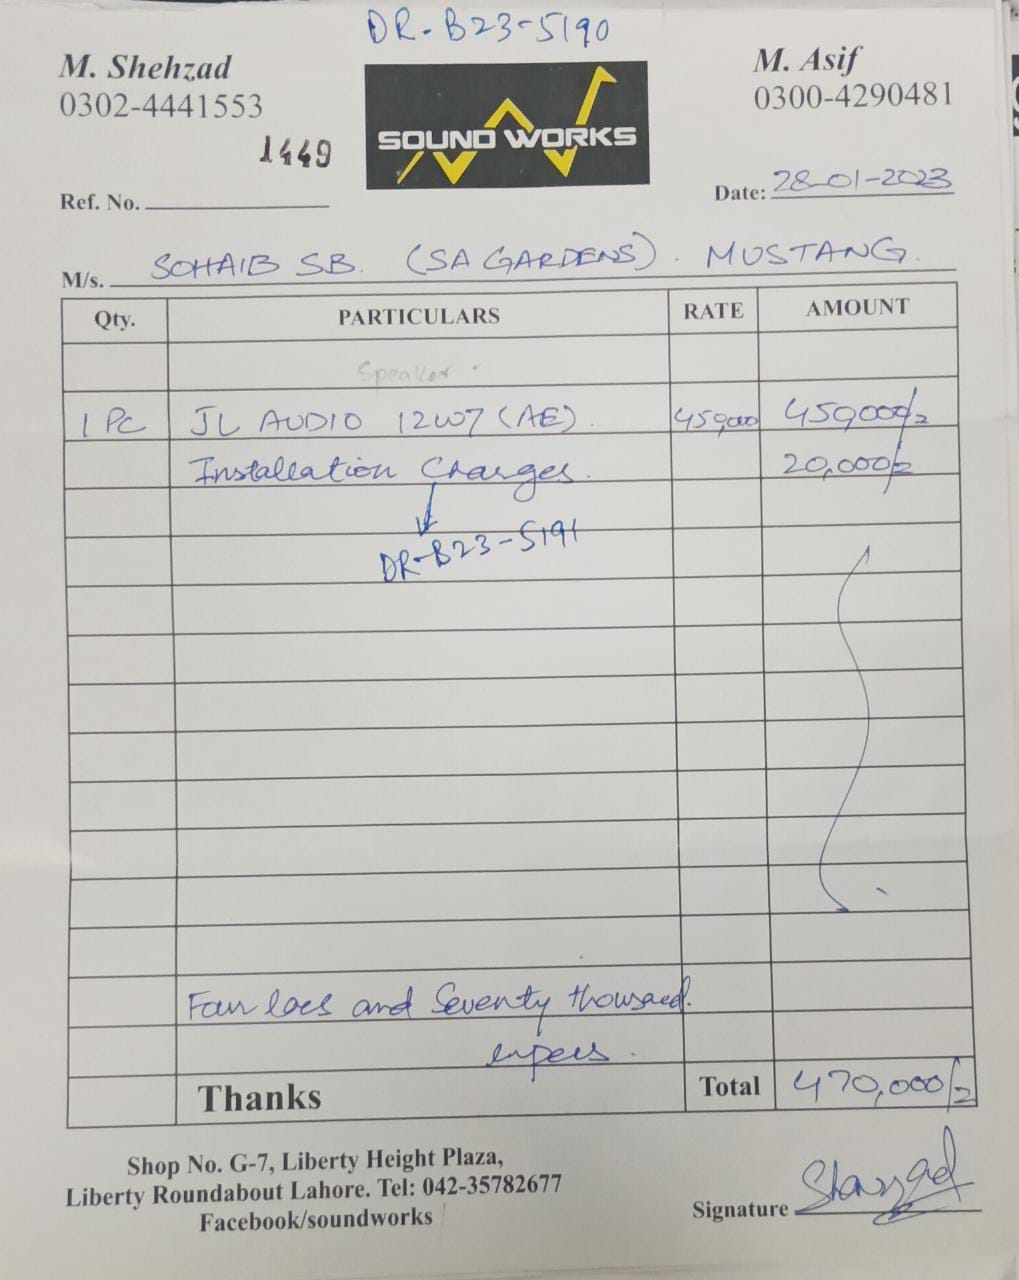 DR-B23-5190
M. Shehzad
0302-4441553
SOUND WORKS
M. Asif
0300-4290481
1449
Ref. No.
Date: 28-01-2023
M/s. SOHAIB SB. (SA GARDENS). MUSTANG.
Qty. PARTICULARS RATE AMOUNT
Speaker
1 PC JL AUDIO 12W7 (AE). 450,000 450,000/=
Installation Charges. 20,000/=
DR-B23-5191
Four lacs and Seventy thousand.
rupees.
Thanks Total 470,000/=
Shop No. G-7, Liberty Height Plaza,
Liberty Roundabout Lahore. Tel: 042-35782677
Facebook/soundworks
Signature